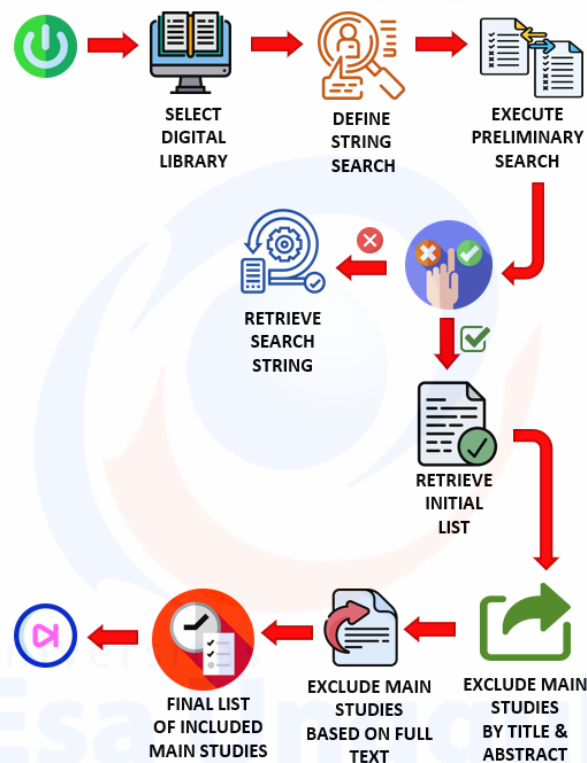 SELECT
DIGITAL
LIBRARY
DEFINE
STRING
SEARCH
EXECUTE
PRELIMINARY
SEARCH
RETRIEVE
SEARCH
STRING
RETRIEVE
INITIAL
LIST
FINAL LIST
OF INCLUDED
MAIN STUDIES
EXCLUDE MAIN
STUDIES
BASED ON FULL
TEXT
EXCLUDE MAIN
STUDIES
BY TITLE &
ABSTRACT